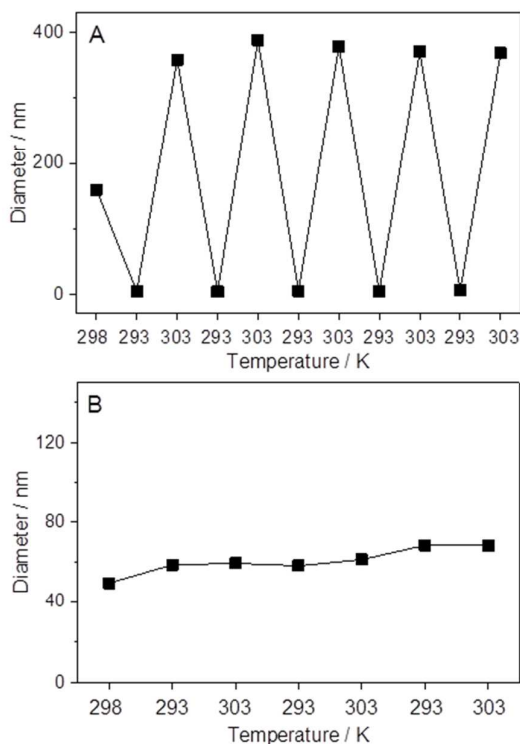 A
400
200
0
Diameter / nm
298 293 303 293 303 293 303 293 303 293 303
Temperature / K
B
120
80
40
0
Diameter / nm
298 293 303 293 303 293 303
Temperature / K